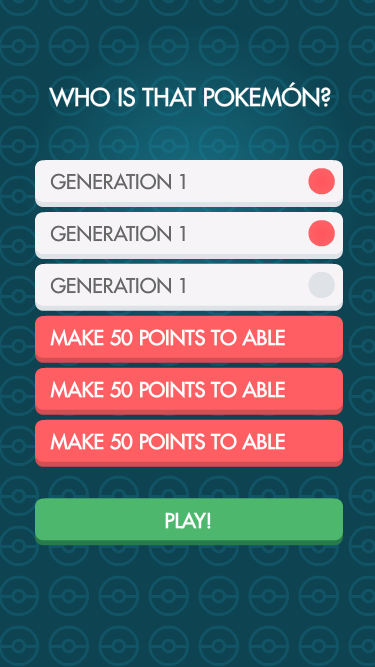 WHO IS THAT POKEMÓN?
GENERATION 1
GENERATION 1
GENERATION 1
MAKE 50 POINTS TO ABLE
MAKE 50 POINTS TO ABLE
MAKE 50 POINTS TO ABLE
PLAY!